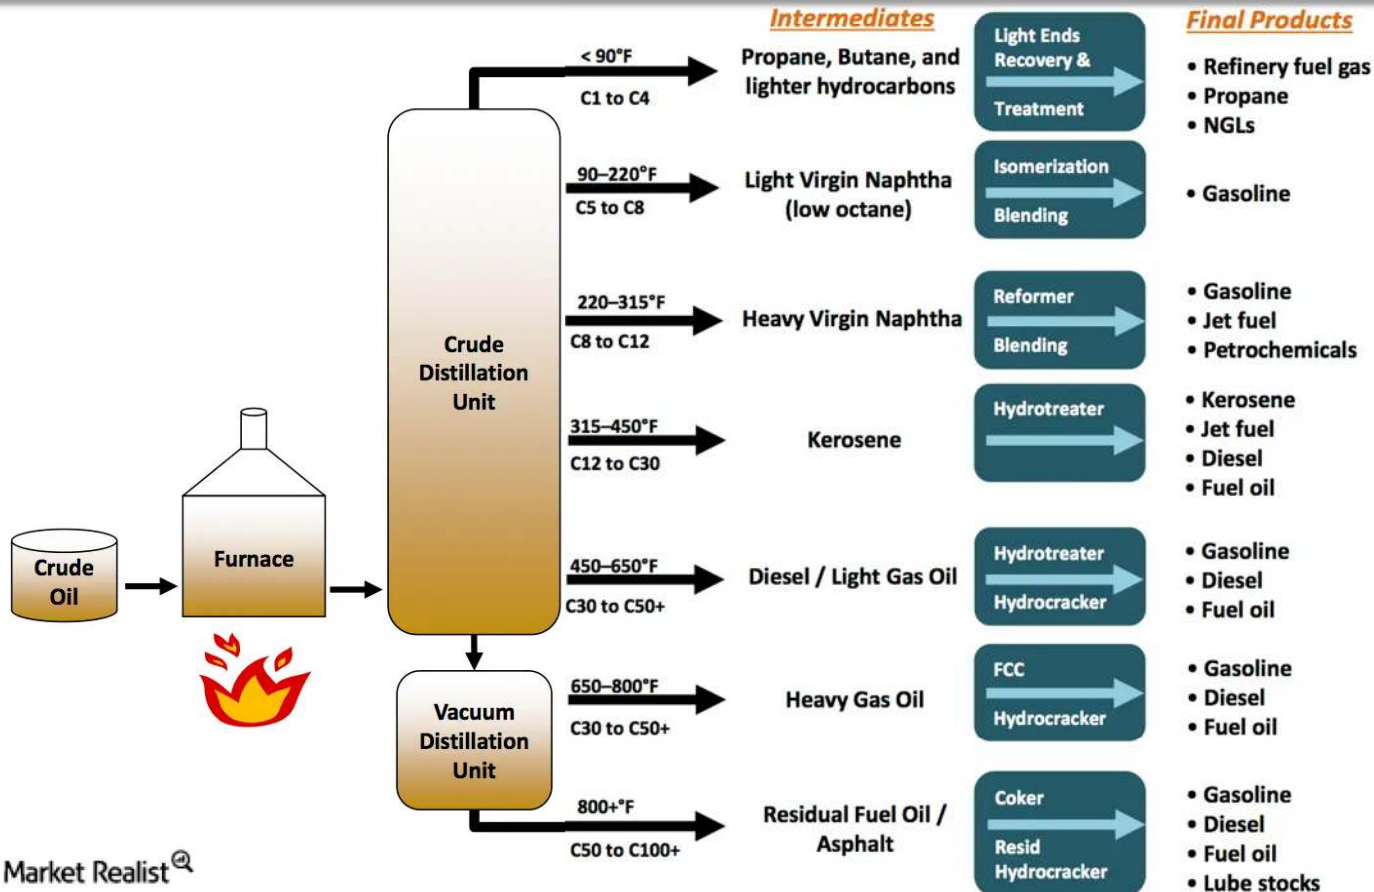 Intermediates
Final Products
< 90°F
C1 to C4
Propane, Butane, and
lighter hydrocarbons
Light Ends
Recovery &
Treatment
• Refinery fuel gas
• Propane
• NGLs
90–220°F
C5 to C8
Light Virgin Naphtha
(low octane)
Isomerization
Blending
• Gasoline
220–315°F
C8 to C12
Heavy Virgin Naphtha
Reformer
Blending
• Gasoline
• Jet fuel
• Petrochemicals
Crude
Distillation
Unit
315–450°F
C12 to C30
Kerosene
Hydrotreater
• Kerosene
• Jet fuel
• Diesel
• Fuel oil
Crude
Oil
Furnace
450–650°F
C30 to C50+
Diesel / Light Gas Oil
Hydrotreater
Hydrocracker
• Gasoline
• Diesel
• Fuel oil
Vacuum
Distillation
Unit
650–800°F
C30 to C50+
Heavy Gas Oil
FCC
Hydrocracker
• Gasoline
• Diesel
• Fuel oil
800+°F
C50 to C100+
Residual Fuel Oil /
Asphalt
Coker
Resid
Hydrocracker
• Gasoline
• Diesel
• Fuel oil
• Lube stocks
Market Realist